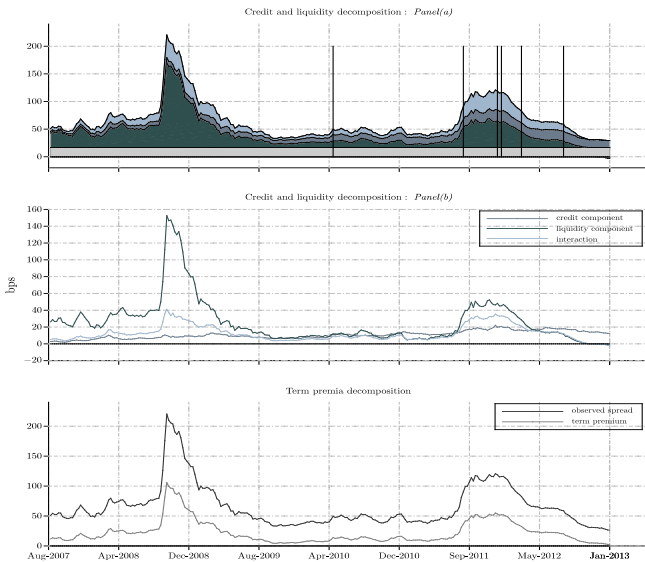 Credit and liquidity decomposition : Panel(a)
200
150
100
50
0
Credit and liquidity decomposition : Panel(b)
160
140
120
100
80
60
40
20
0
−20
bps
credit component
liquidity component
interaction
Term premia decomposition
200
150
100
50
0
observed spread
term premium
Aug-2007 Apr-2008 Dec-2008 Aug-2009 Apr-2010 Dec-2010 Sep-2011 May-2012 Jan-2013